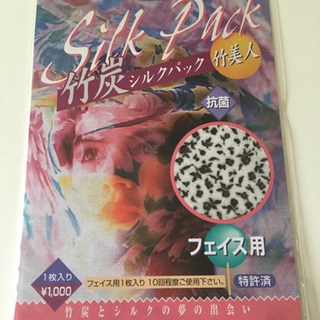 Silk Pack
竹炭シルクパック 竹美人
抗菌
フェイス用
1枚入り
¥1,000
フェイス用1枚入り 10回程度ご使用下さい。
特許済
竹炭とシルクの夢の出会い